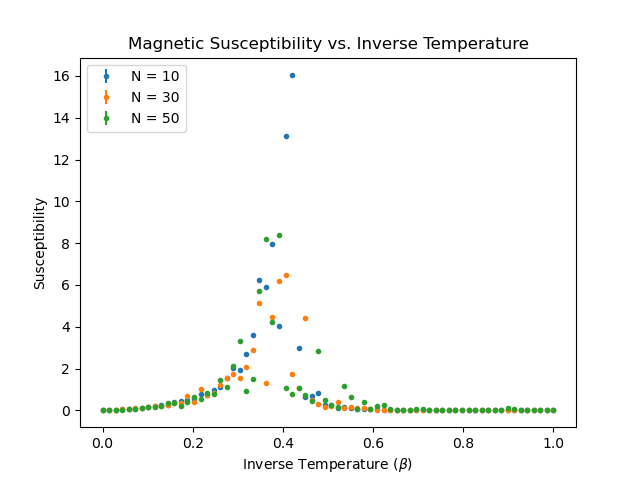 Magnetic Susceptibility vs. Inverse Temperature
N = 10
N = 30
N = 50
16
14
12
10
8
6
4
2
0
Susceptibility
0.0 0.2 0.4 0.6 0.8 1.0
Inverse Temperature (β)